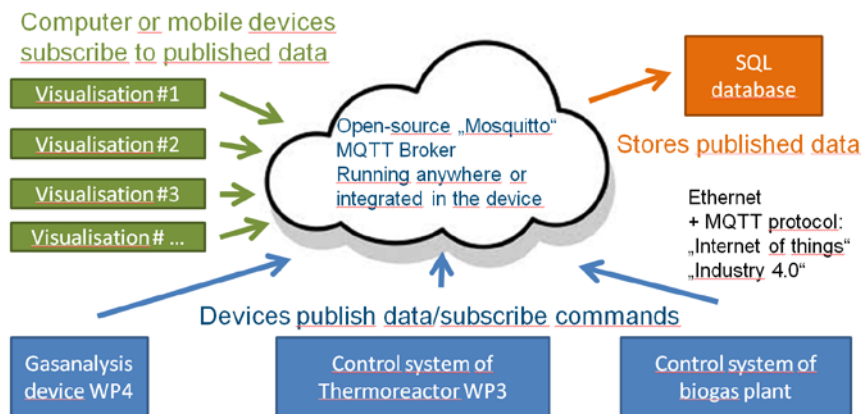 Computer or mobile devices
subscribe to published data
Visualisation #1
Visualisation #2
Visualisation #3
Visualisation # ...
Open-source „Mosquitto“
MQTT Broker
Running anywhere or
integrated in the device
SQL
database
Stores published data
Ethernet
+ MQTT protocol:
„Internet of things“
„Industry 4.0“
Devices publish data/subscribe commands
Gasanalysis
device WP4
Control system of
Thermoreactor WP3
Control system of
biogas plant